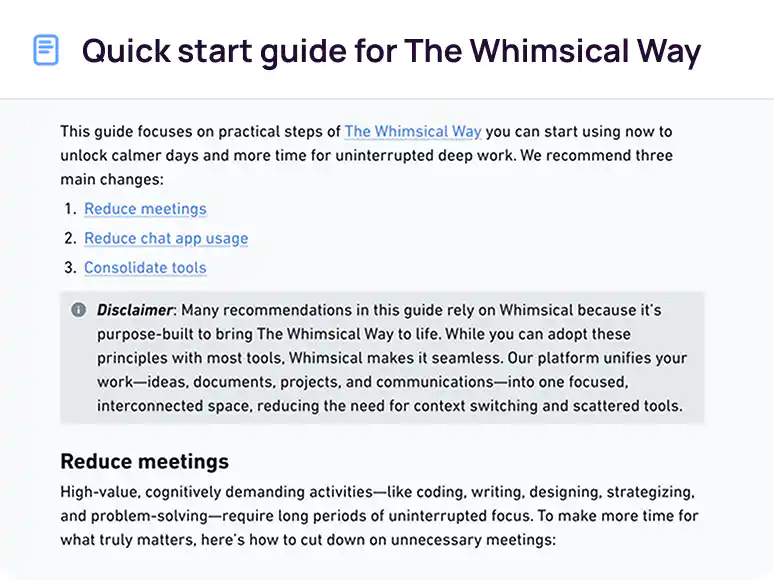 Quick start guide for The Whimsical Way
This guide focuses on practical steps of The Whimsical Way you can start using now to
unlock calmer days and more time for uninterrupted deep work. We recommend three
main changes:
1. Reduce meetings
2. Reduce chat app usage
3. Consolidate tools
Disclaimer: Many recommendations in this guide rely on Whimsical because it's
purpose-built to bring The Whimsical Way to life. While you can adopt these
principles with most tools, Whimsical makes it seamless. Our platform unifies your
work—ideas, documents, projects, and communications—into one focused,
interconnected space, reducing the need for context switching and scattered tools.
Reduce meetings
High-value, cognitively demanding activities—like coding, writing, designing, strategizing,
and problem-solving—require long periods of uninterrupted focus. To make more time for
what truly matters, here's how to cut down on unnecessary meetings: